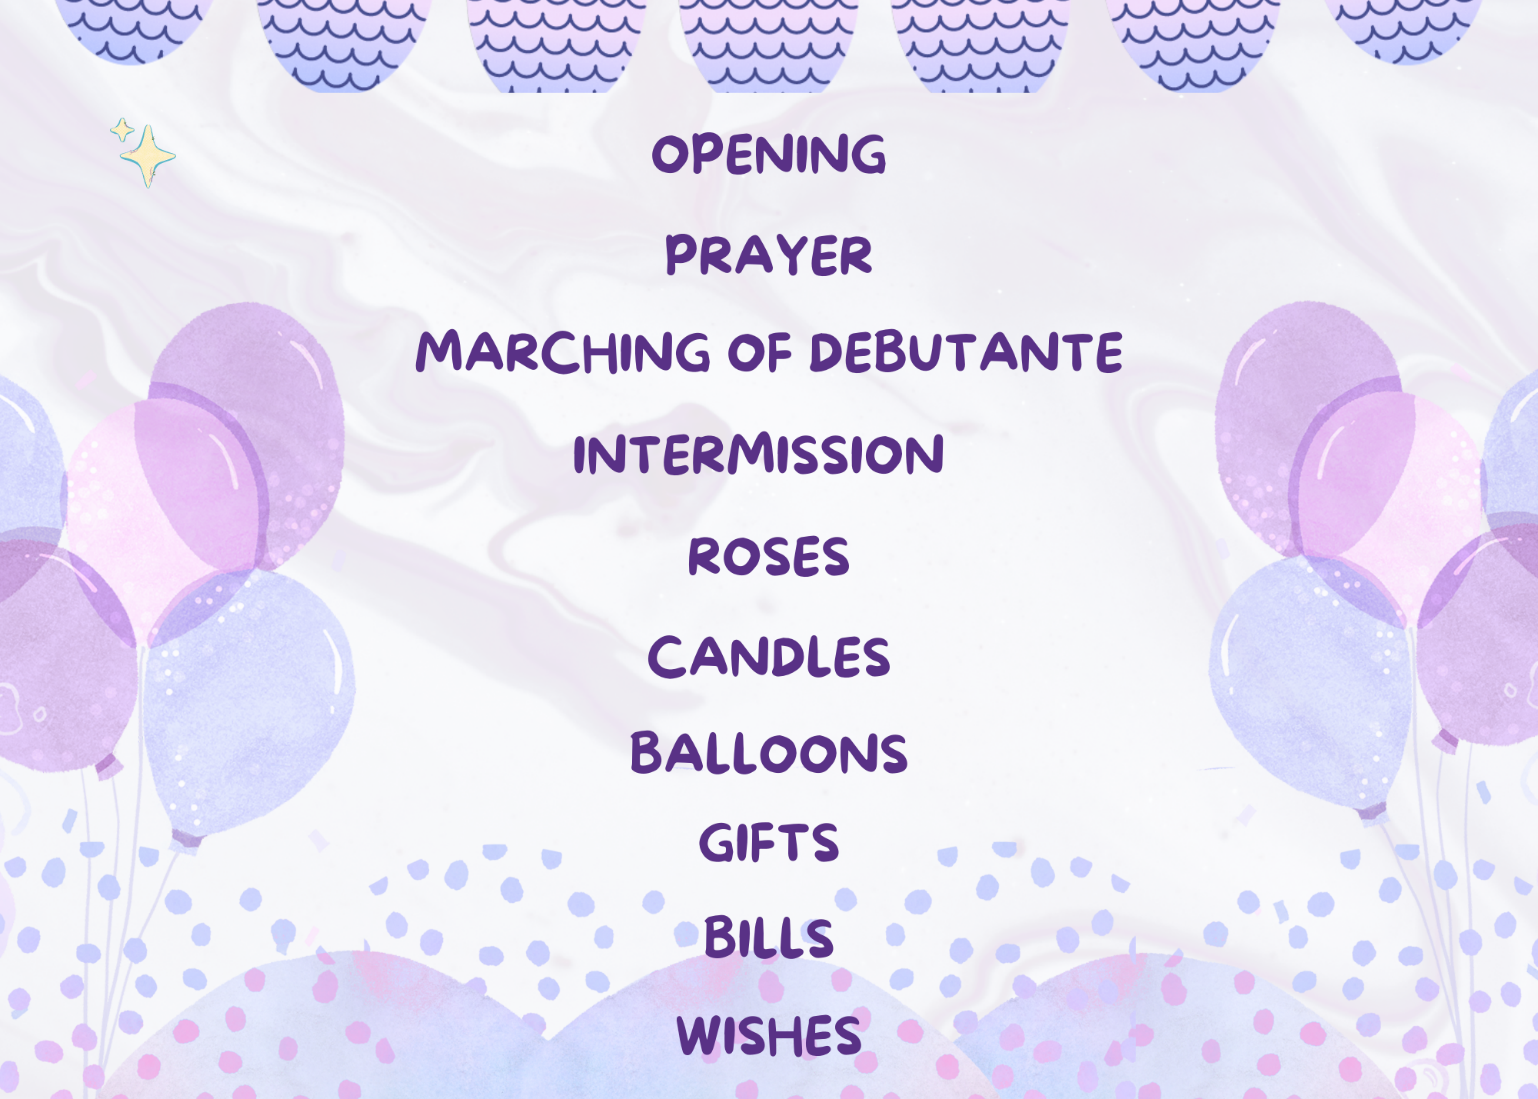 OPENING
PRAYER
MARCHING OF DEBUTANTE
INTERMISSION
ROSES
CANDLES
BALLOONS
GIFTS
BILLS
WISHES